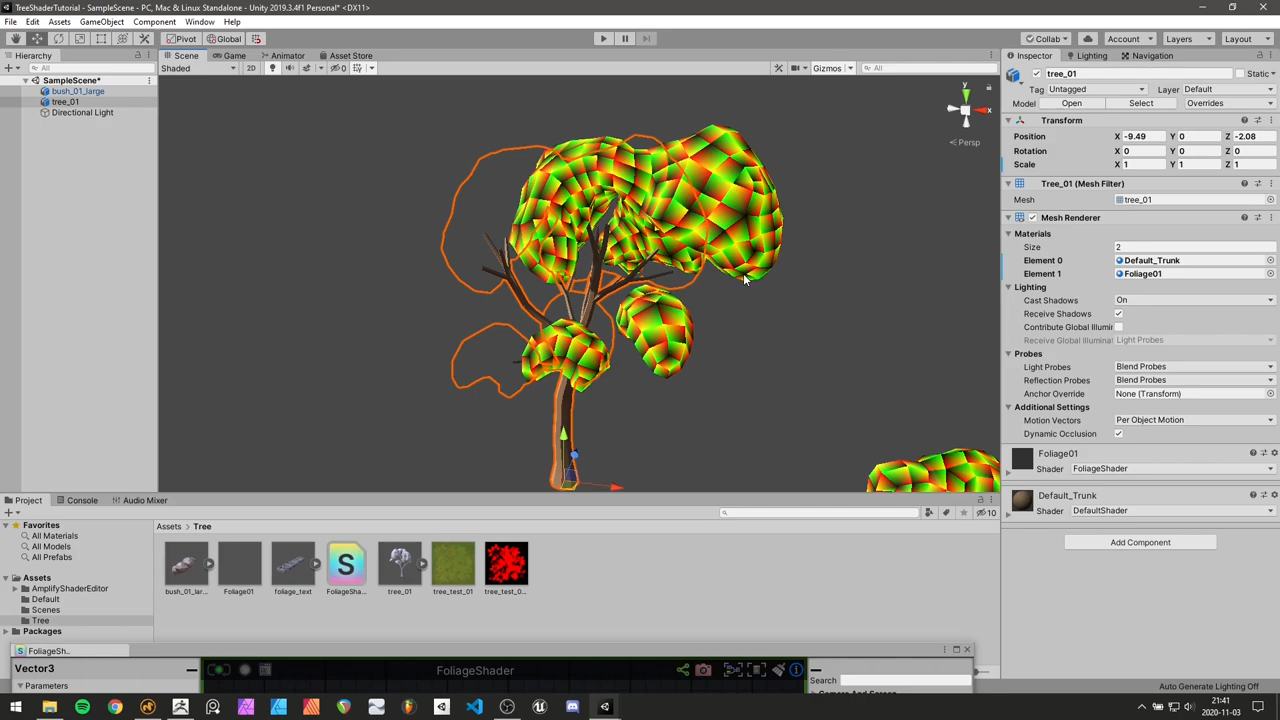 TreeShaderTutorial - SampleScene - PC, Mac & Linux Standalone - Unity 2019.3.4f1 Personal* <DX11>
File Edit Assets GameObject Component Window Help
Pivot Global Collab Account Layers Layout
Hierarchy Scene Game Animator Asset Store Inspector Lighting Navigation
All Shaded 2D 0 Gizmos All
SampleScene*
bush_01_large
tree_01
Directional Light
y
x
Persp
tree_01 Static
Tag Untagged Layer Default
Model Open Select Overrides
Transform
Position X -9.49 Y 0 Z -2.08
Rotation X 0 Y 0 Z 0
Scale X 1 Y 1 Z 1
Tree_01 (Mesh Filter)
Mesh tree_01
Mesh Renderer
Materials
Size 2
Element 0 Default_Trunk
Element 1 Foliage01
Lighting
Cast Shadows On
Receive Shadows
Contribute Global Illumir
Receive Global Illuminat Light Probes
Probes
Light Probes Blend Probes
Reflection Probes Blend Probes
Anchor Override None (Transform)
Additional Settings
Motion Vectors Per Object Motion
Dynamic Occlusion
Foliage01
Shader FoliageShader
Default_Trunk
Shader DefaultShader
Add Component
Project Console Audio Mixer
10
Favorites
All Materials
All Models
All Prefabs
Assets
AmplifyShaderEditor
Default
Scenes
Tree
Packages
Assets Tree
S
bush_01_lar... Foliage01 foliage_text FoliageSha... tree_01 tree_test_01 tree_test_0...
FoliageSh..
Vector3 FoliageShader
Parameters Search
Camera And Screen
Auto Generate Lighting Off
21:41
2020-11-03